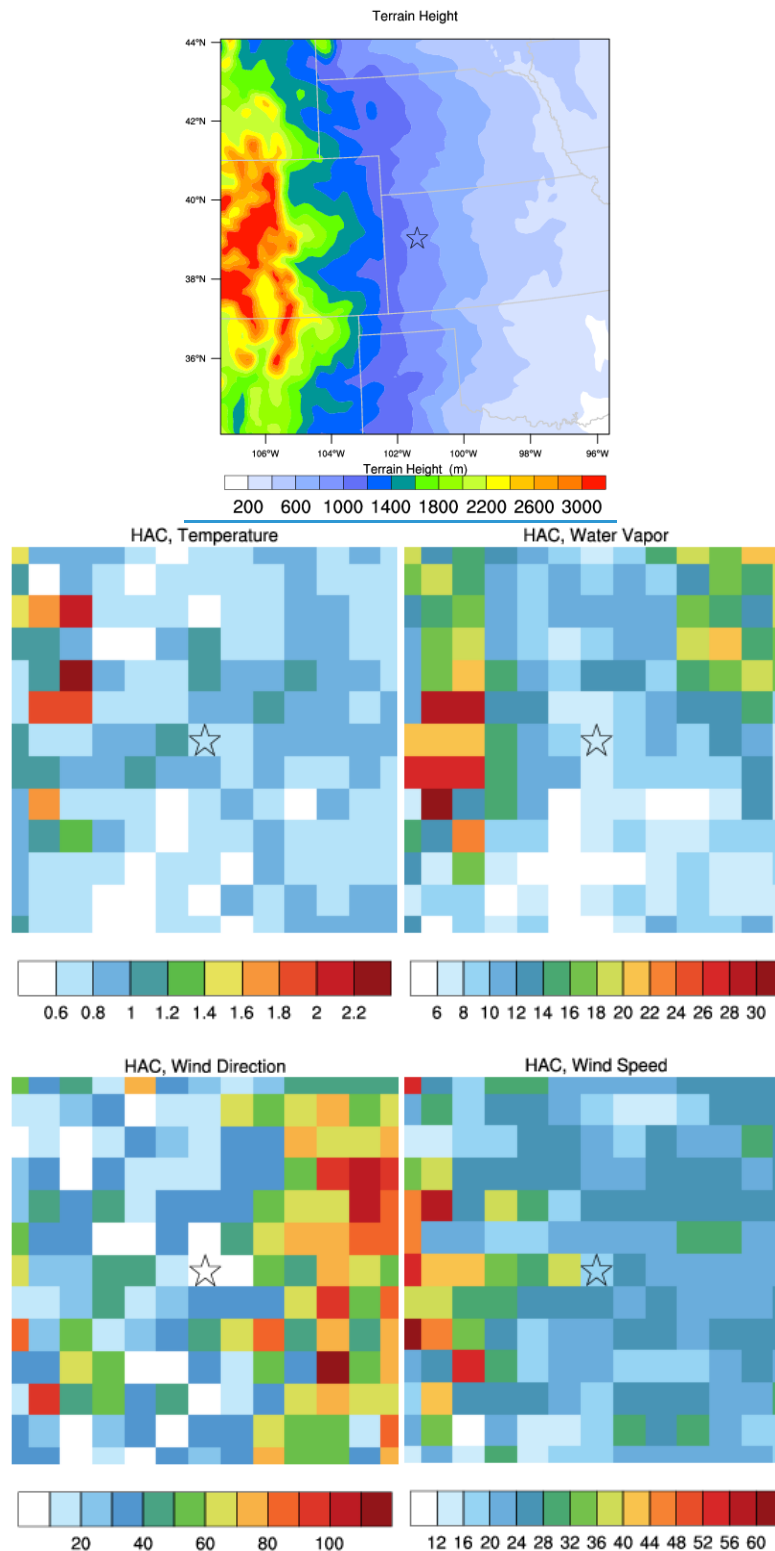 Terrain Height
44°N
42°N
40°N
38°N
36°N
106°W 104°W 102°W 100°W 98°W 96°W
Terrain Height (m)
200 600 1000 1400 1800 2200 2600 3000
HAC, Temperature
HAC, Water Vapor
0.6 0.8 1 1.2 1.4 1.6 1.8 2 2.2
6 8 10 12 14 16 18 20 22 24 26 28 30
HAC, Wind Direction
HAC, Wind Speed
20 40 60 80 100
12 16 20 24 28 32 36 40 44 48 52 56 60